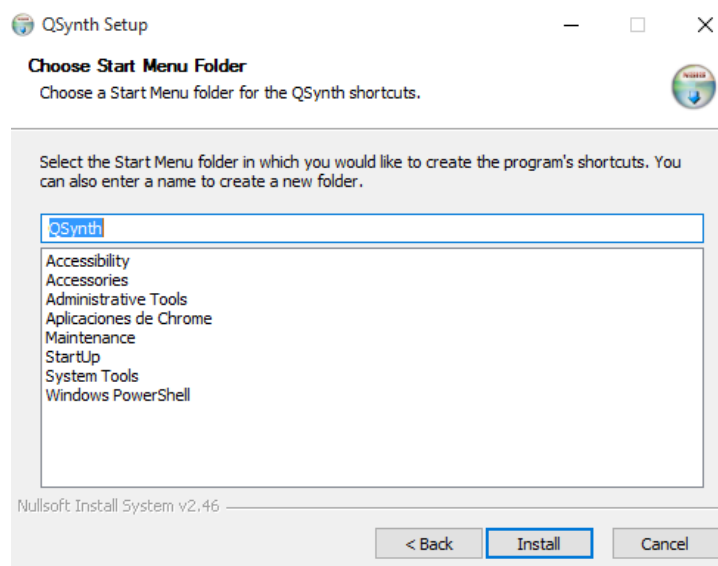 QSynth Setup
Choose Start Menu Folder
Choose a Start Menu folder for the QSynth shortcuts.
Select the Start Menu folder in which you would like to create the program's shortcuts. You
can also enter a name to create a new folder.
QSynth
Accessibility
Accessories
Administrative Tools
Aplicaciones de Chrome
Maintenance
StartUp
System Tools
Windows PowerShell
Nullsoft Install System v2.46
< Back
Install
Cancel